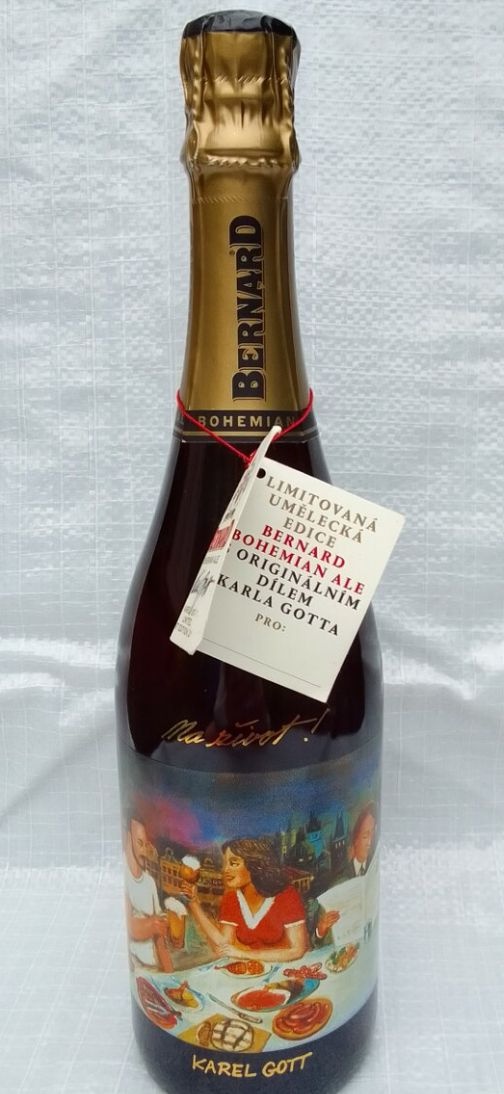 BERNARD
BOHEMIAN
LIMITOVANÁ
UMĚLECKÁ
EDICE
BERNARD
BOHEMIAN ALE
ORIGINÁLNÍM
DÍLEM
KARLA GOTTA
PRO:
Na život!
KAREL GOTT